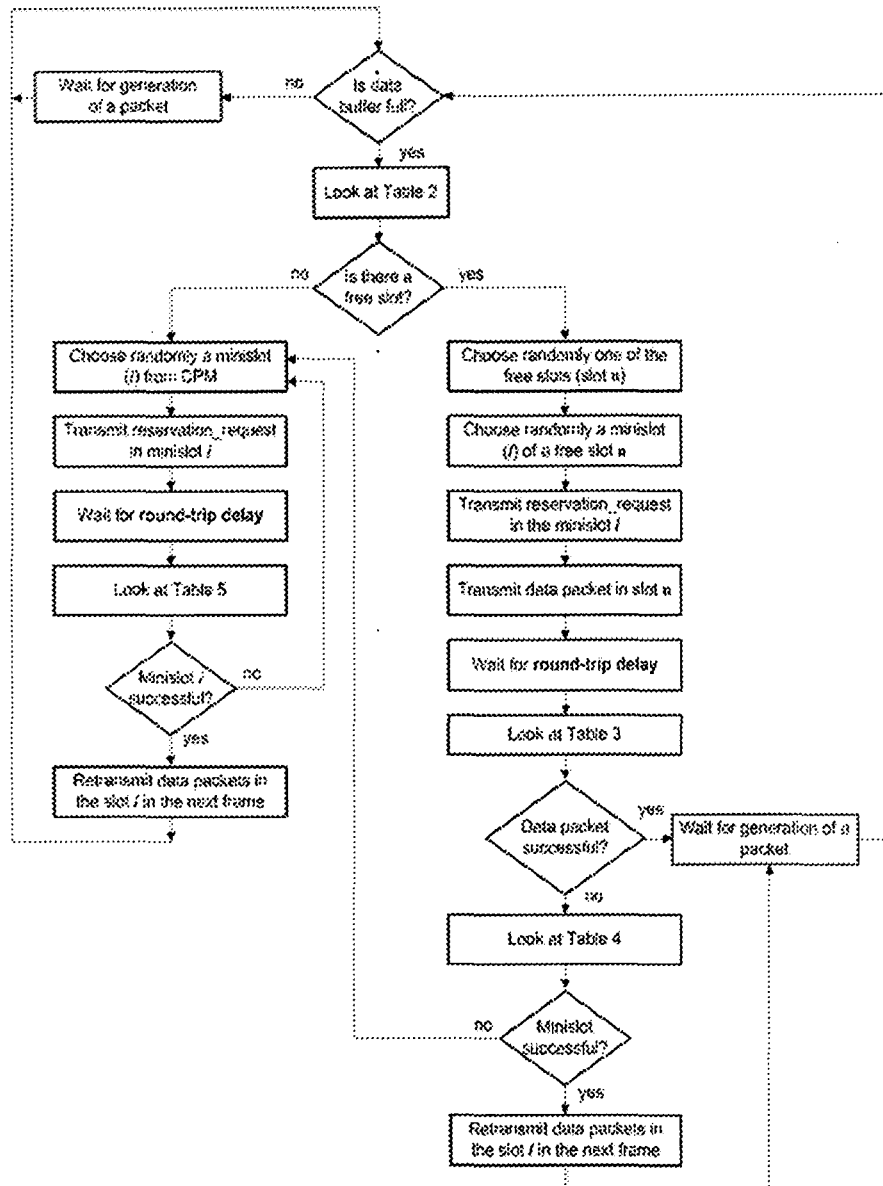 Is data
buffer full?
no
Wait for generation
of a packet
yes
Look at Table 2
Is there a
free slot?
no
yes
Choose randomly a minislot
(i) from CPM
Transmit reservation_request
in minislot i
Wait for round-trip delay
Look at Table 5
Minislot i
successful?
no
yes
Retransmit data packets in
the slot i in the next frame
Choose randomly one of the
free slots (slot n)
Choose randomly a minislot
(i) of a free slot n
Transmit reservation_request
in the minislot i
Transmit data packet in slot n
Wait for round-trip delay
Look at Table 3
Data packet
successful?
yes
Wait for generation of a
packet
no
Look at Table 4
Minislot
successful?
no
yes
Retransmit data packets in
the slot i in the next frame